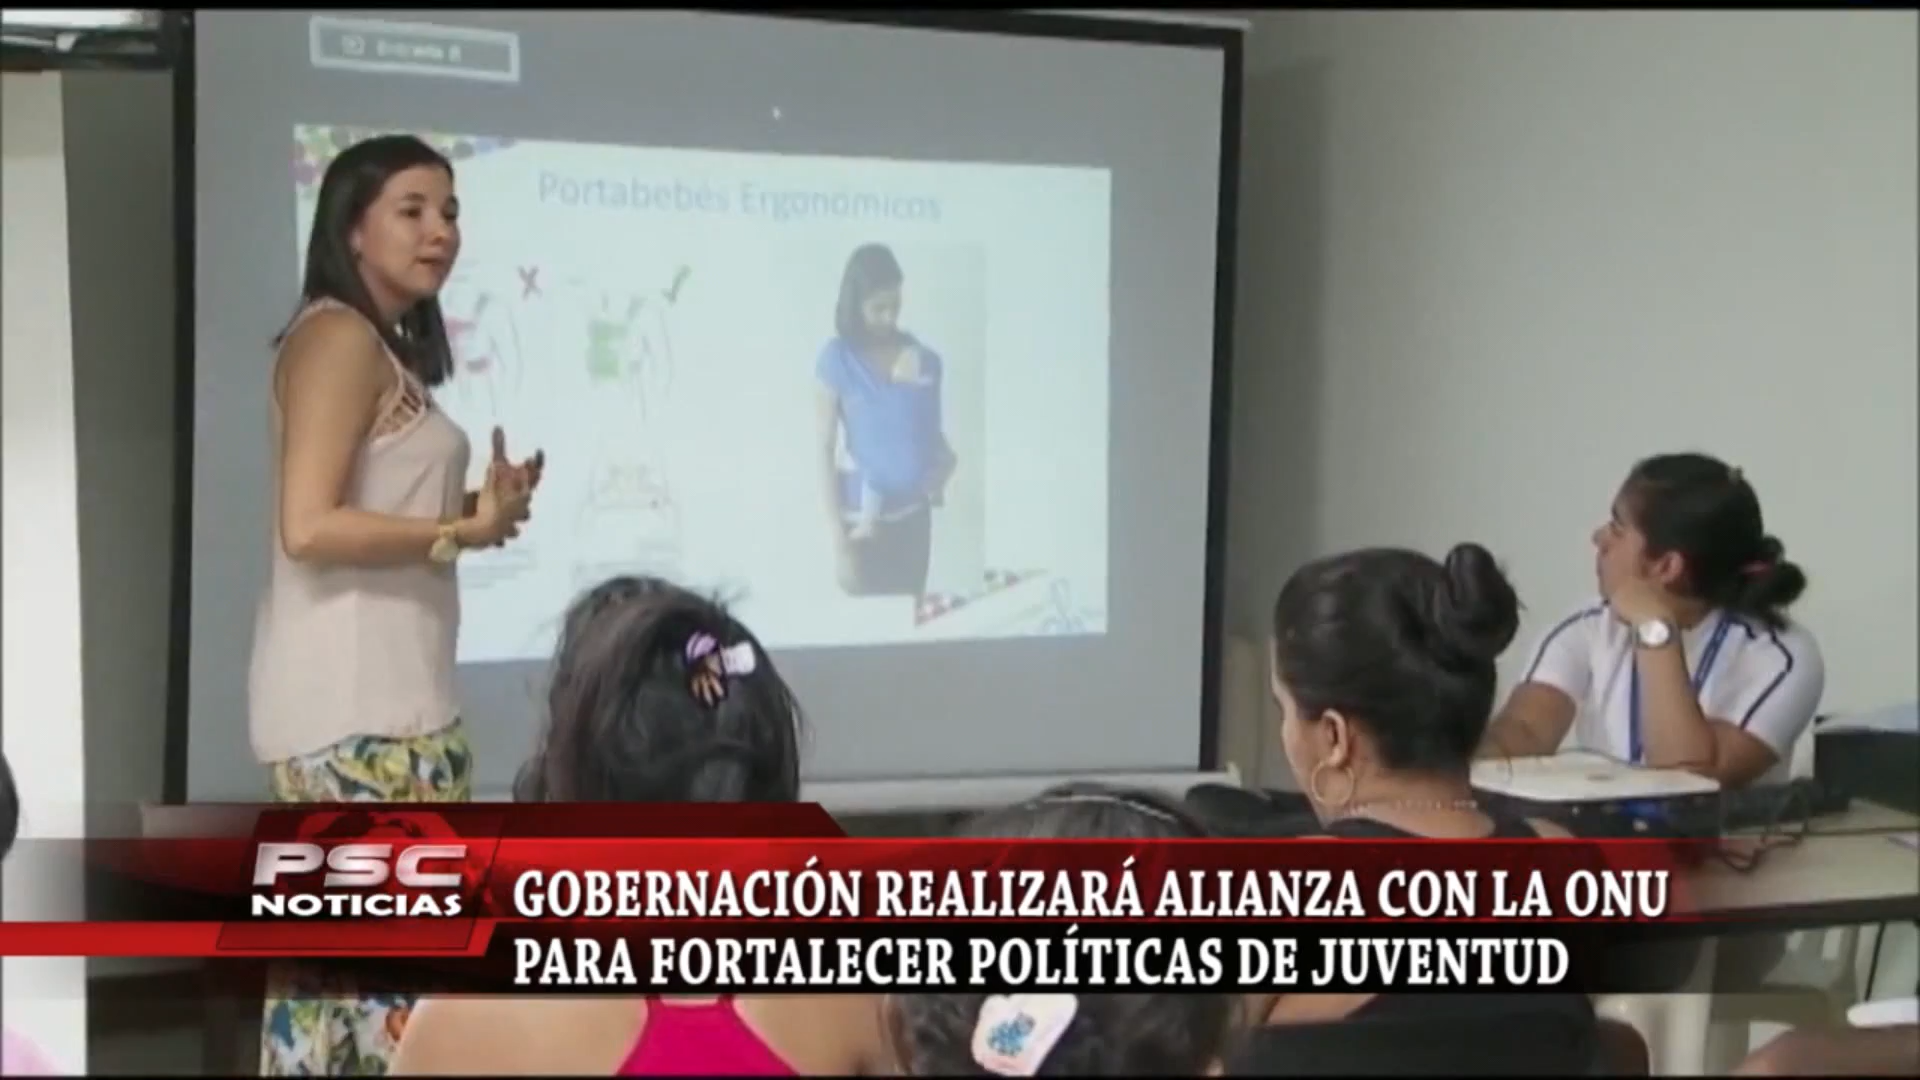 Portabebés Ergonómicos
PSC
NOTICIAS
GOBERNACIÓN REALIZARÁ ALIANZA CON LA ONU
PARA FORTALECER POLÍTICAS DE JUVENTUD